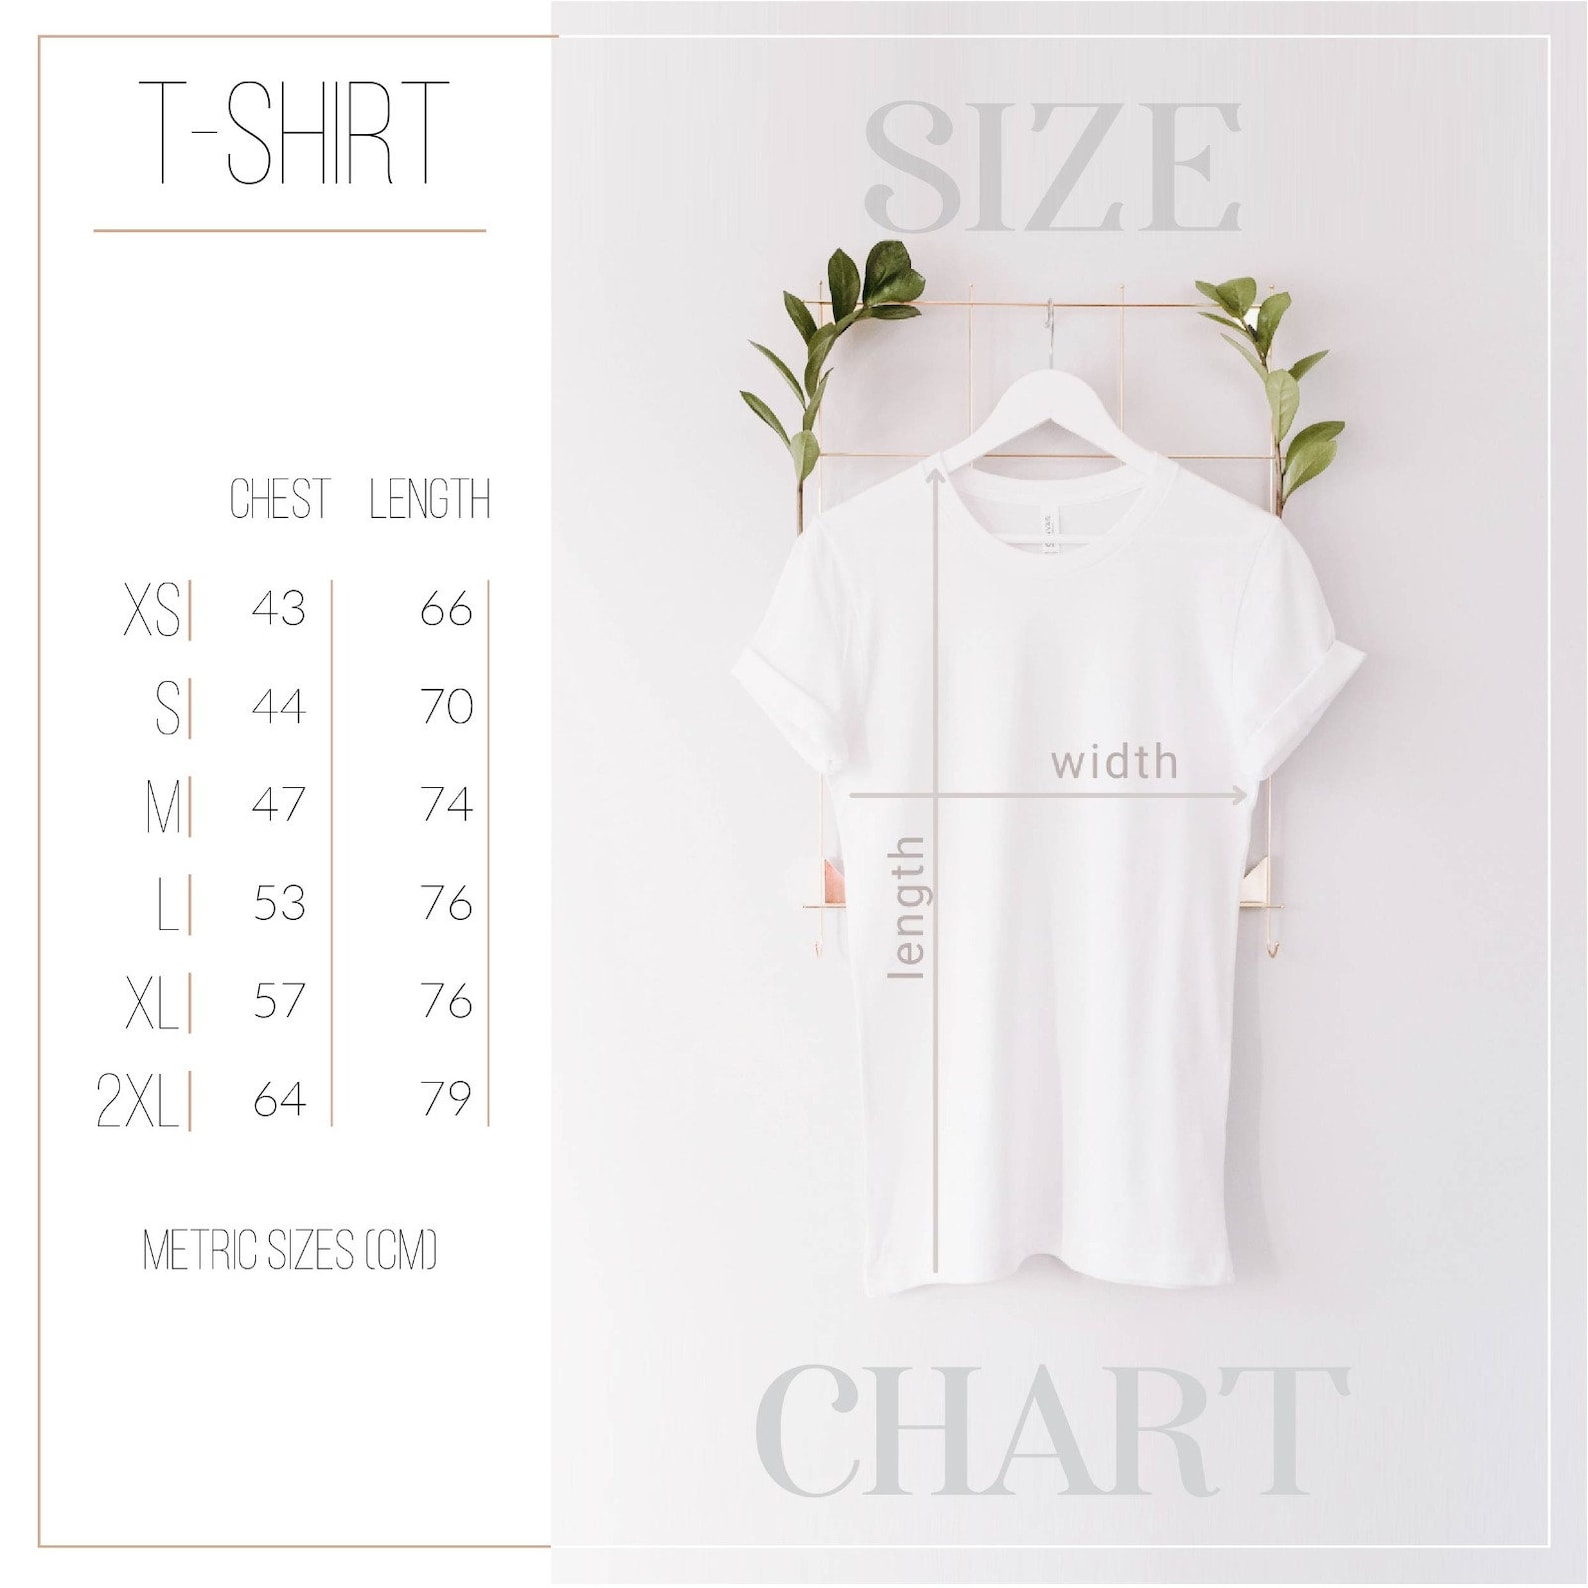 T-SHIRT
CHEST LENGTH
XS 43 66
S 44 70
M 47 74
L 53 76
XL 57 76
2XL 64 79
METRIC SIZES (CM)
SIZE
width
length
CHART